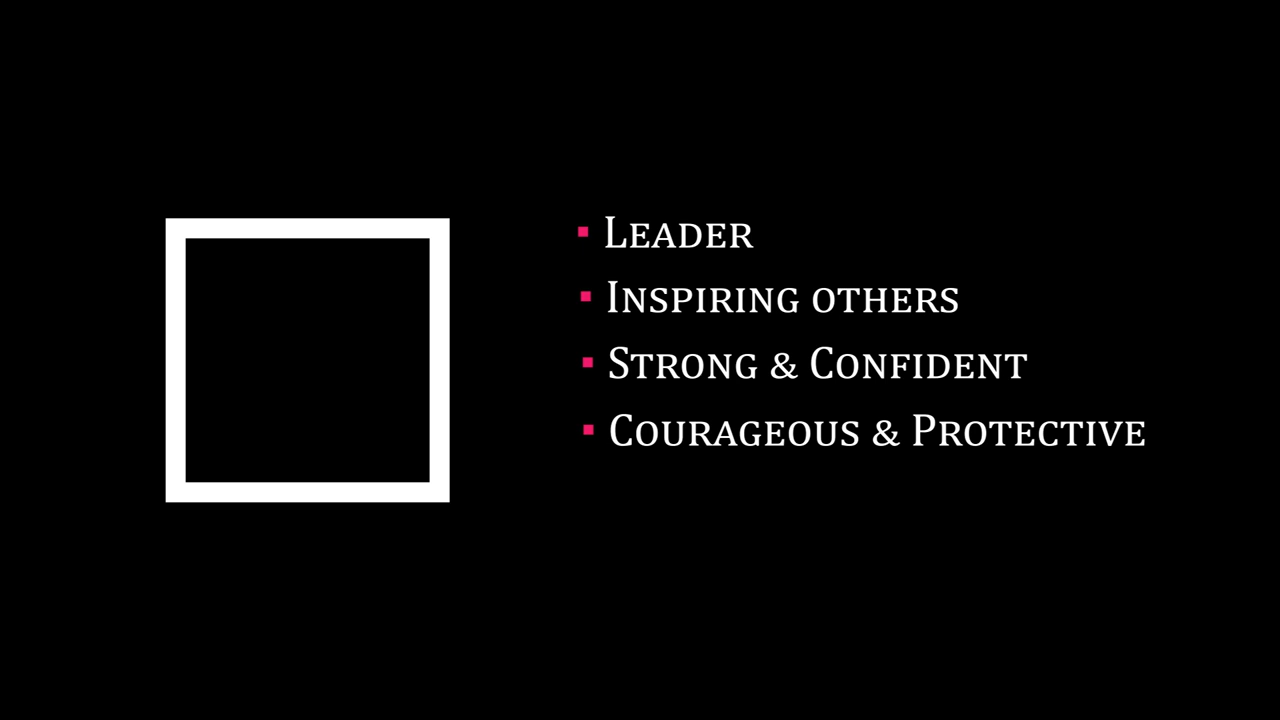 Leader
Inspiring others
Strong & Confident
Courageous & Protective